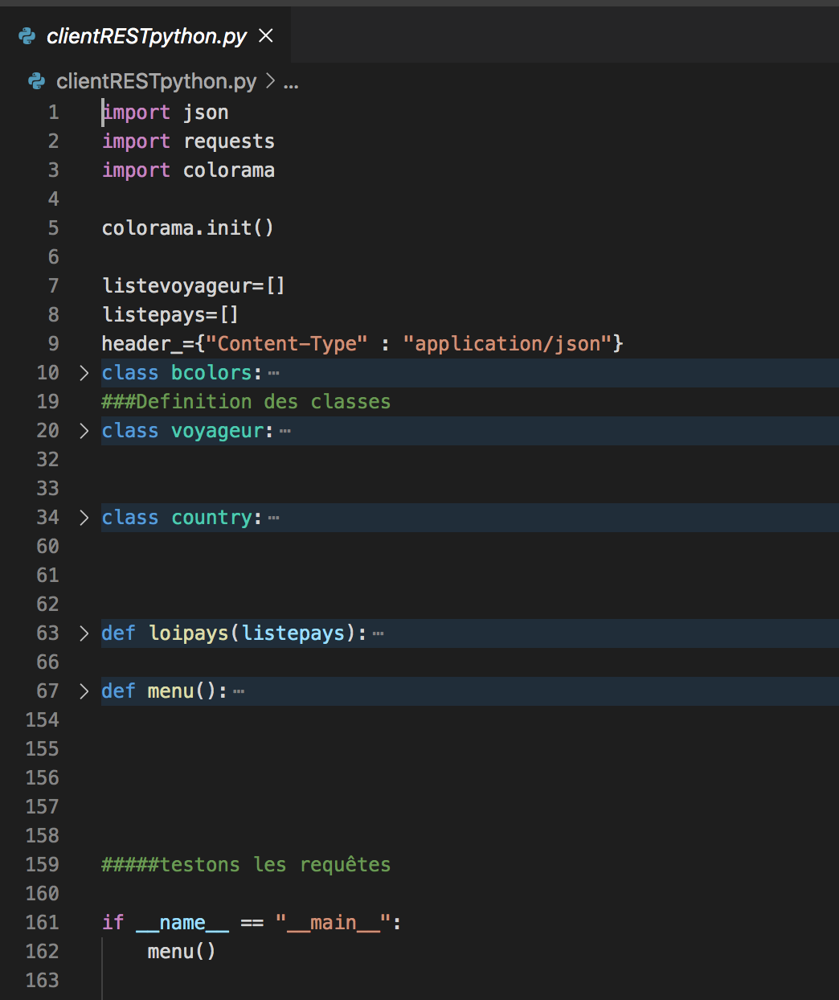 clientRESTpython.py
clientRESTpython.py > ...
1 import json
2 import requests
3 import colorama
4
5 colorama.init()
6
7 listevoyageur=[]
8 listepays=[]
9 header_={"Content-Type" : "application/json"}
10 class bcolors:…
19 ###Definition des classes
20 class voyageur:…
32
33
34 class country:…
60
61
62
63 def loipays(listepays):…
66
67 def menu():…
154
155
156
157
158
159 #####testons les requêtes
160
161 if __name__ == "__main__":
162 menu()
163